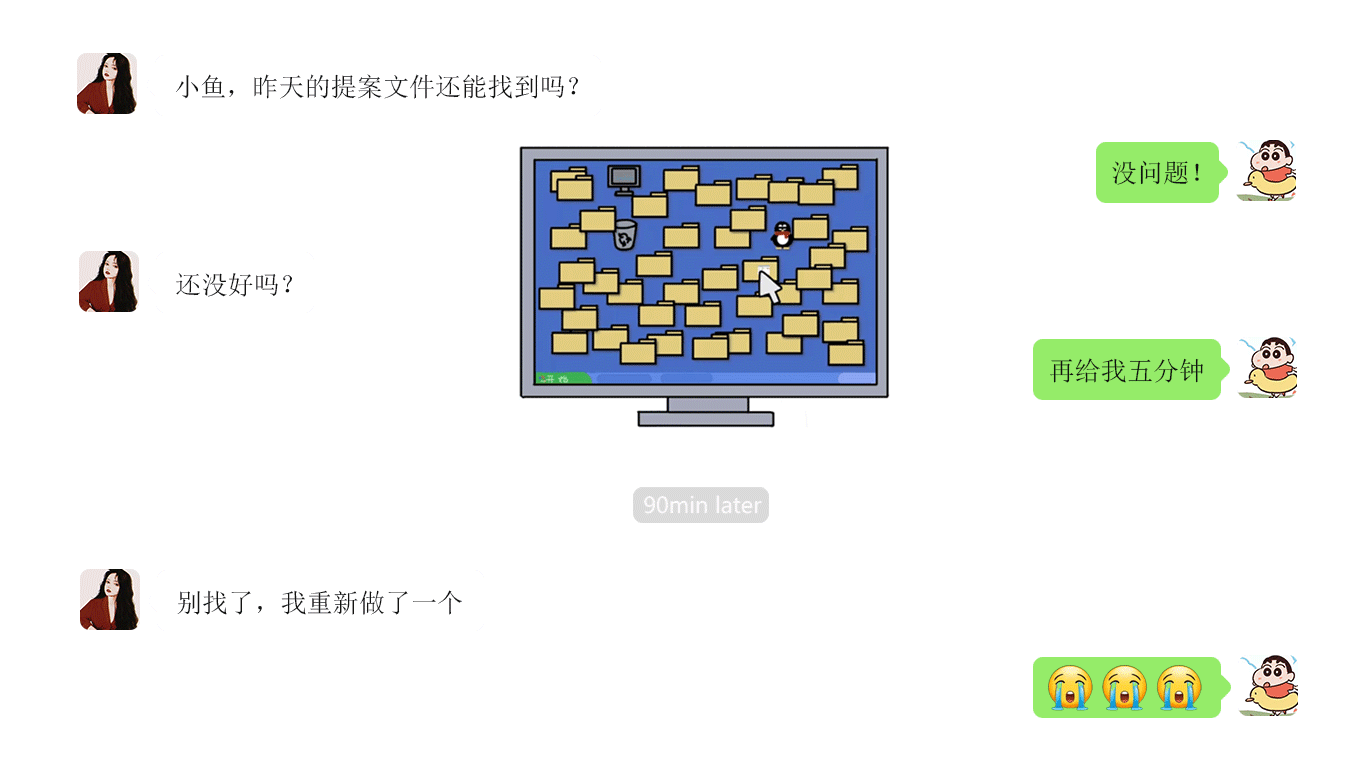 小鱼，昨天的提案文件还能找到吗？
没问题！
还没好吗？
再给我五分钟
90min later
别找了，我重新做了一个